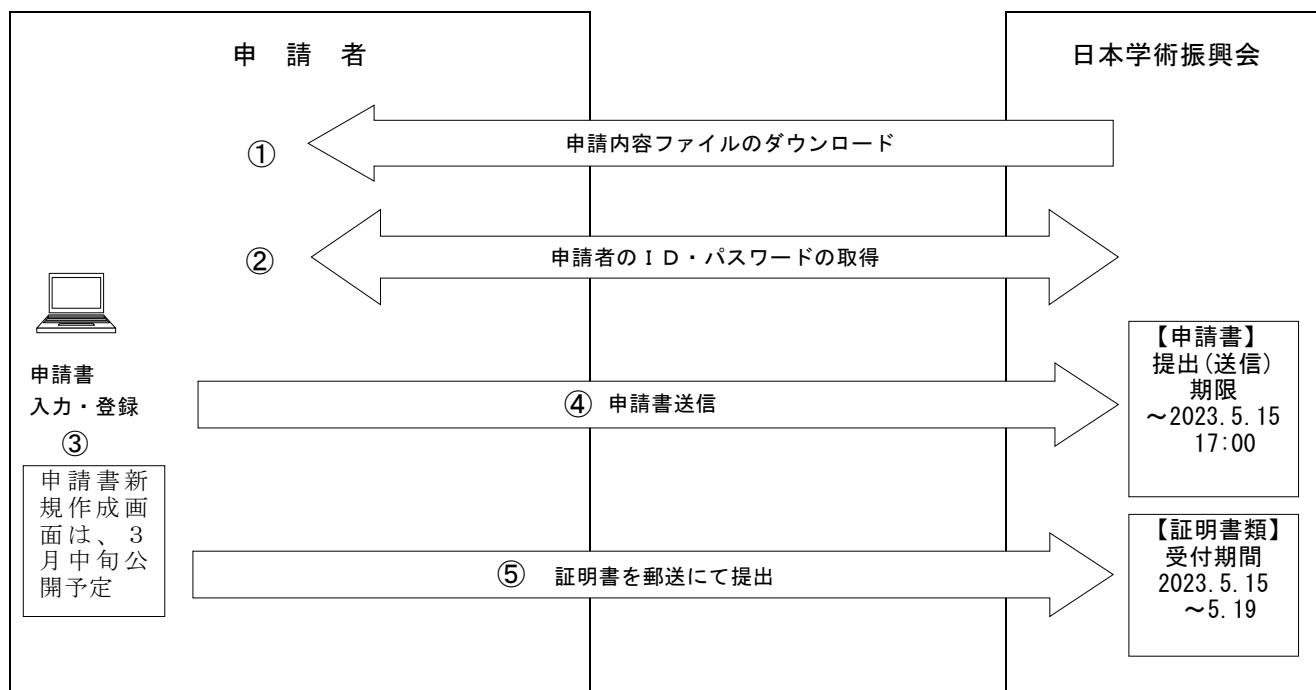 申　請　者
日本学術振興会
① 申請内容ファイルのダウンロード
② 申請者のＩＤ・パスワードの取得
申請書
入力・登録
③
申請書新
規作成画
面は、３
月中旬公
開予定
④ 申請書送信
【申請書】
提出(送信)
期限
～2023.5.15
17:00
⑤ 証明書を郵送にて提出
【証明書類】
受付期間
2023.5.15
～5.19